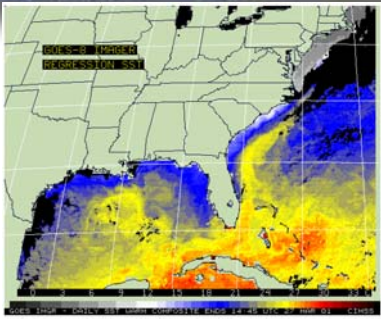 GOES-8 IMAGER
REGRESSION SST
0 3 6 9 12 15 18 21 24 27 30 33
GOES IMGR - DAILY SST WARM COMPOSITE ENDS 14:45 UTC 27 MAR 01 CIMSS